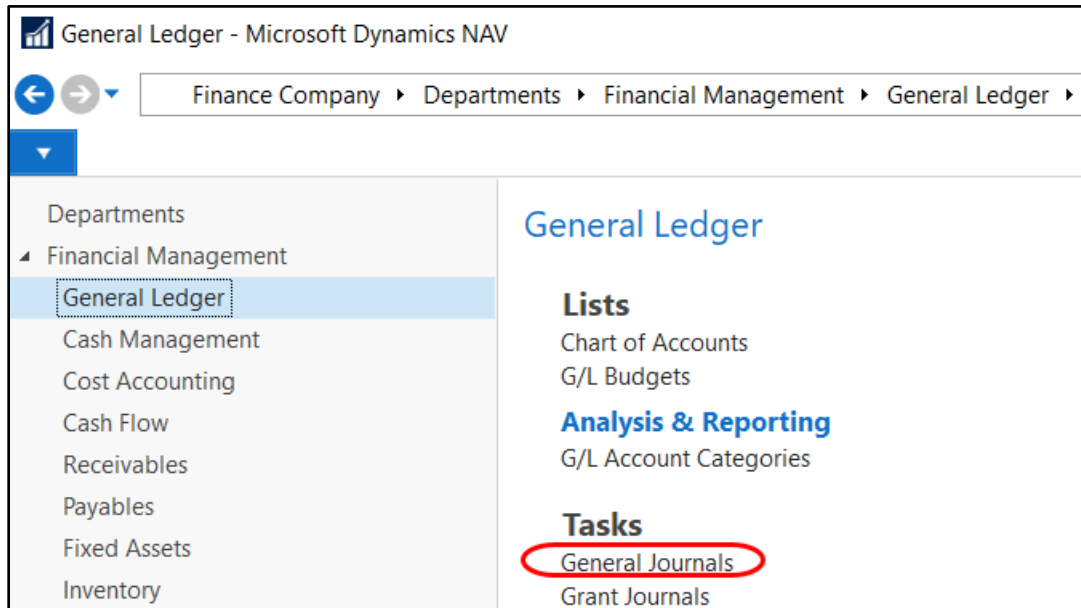 General Ledger - Microsoft Dynamics NAV
Finance Company ▸ Departments ▸ Financial Management ▸ General Ledger ▸
Departments
Financial Management
General Ledger
Cash Management
Cost Accounting
Cash Flow
Receivables
Payables
Fixed Assets
Inventory
General Ledger
Lists
Chart of Accounts
G/L Budgets
Analysis & Reporting
G/L Account Categories
Tasks
General Journals
Grant Journals